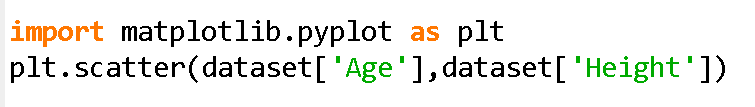 import matplotlib.pyplot as plt
plt.scatter(dataset['Age'],dataset['Height'])